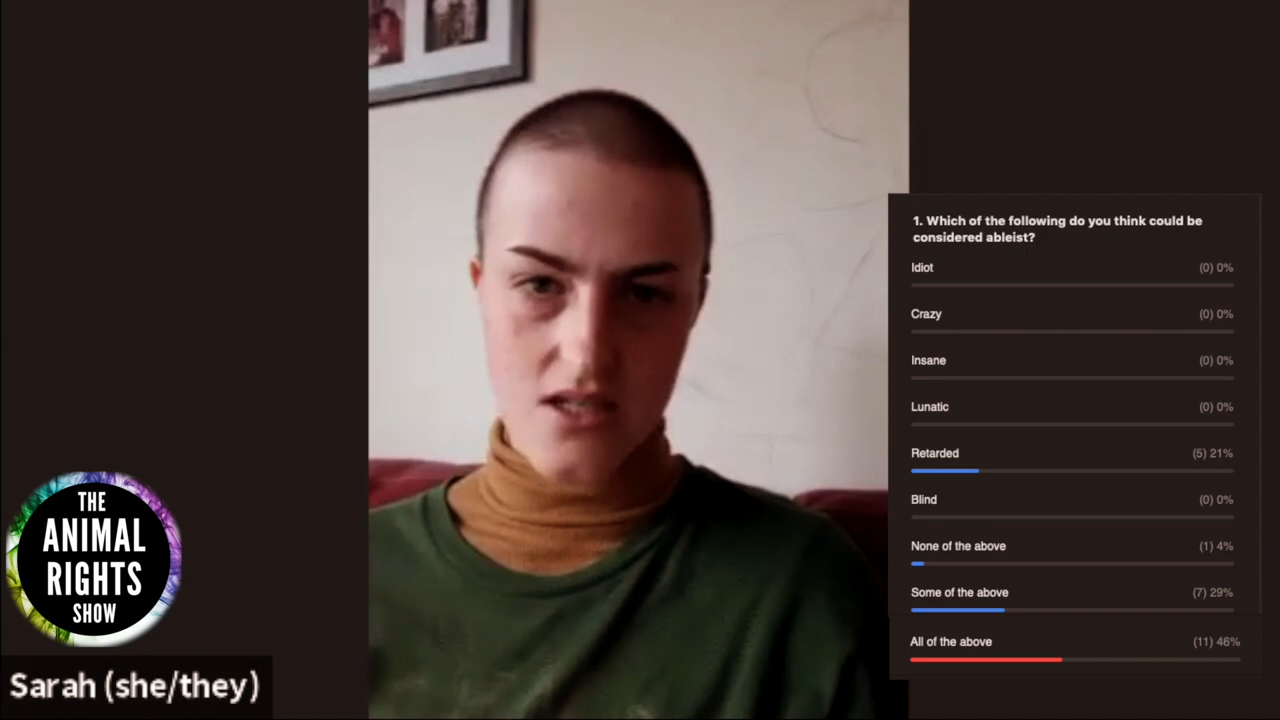 1. Which of the following do you think could be
considered ableist?
Idiot (0) 0%
Crazy (0) 0%
Insane (0) 0%
Lunatic (0) 0%
Retarded (5) 21%
Blind (0) 0%
None of the above (1) 4%
Some of the above (7) 29%
All of the above (11) 46%
THE
ANIMAL
RIGHTS
SHOW
Sarah (she/they)